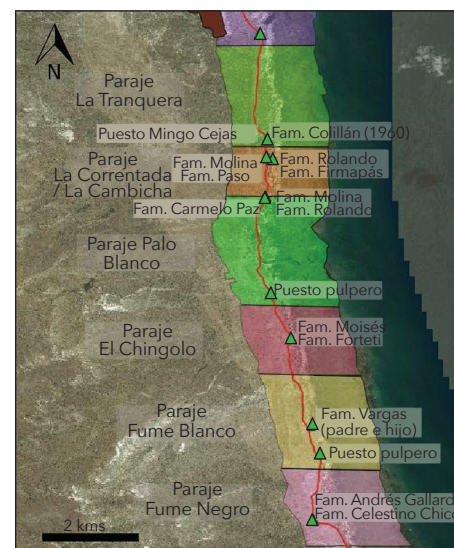 N
Paraje
La Tranquera
Puesto Mingo Cejas
Fam. Colillán (1960)
Paraje
La Correntada
/ La Cambicha
Fam. Molina
Fam. Paso
Fam. Rolando
Fam. Firmapás
Fam. Carmelo Paz
Fam. Molina
Fam. Rolando
Paraje Palo
Blanco
Puesto pulpero
Paraje
El Chingolo
Fam. Moisés
Fam. Forteti
Paraje
Fume Blanco
Fam. Vargas
(padre e hijo)
Puesto pulpero
Paraje
Fume Negro
Fam. Andrés Gallard
Fam. Celestino Chico
2 kms